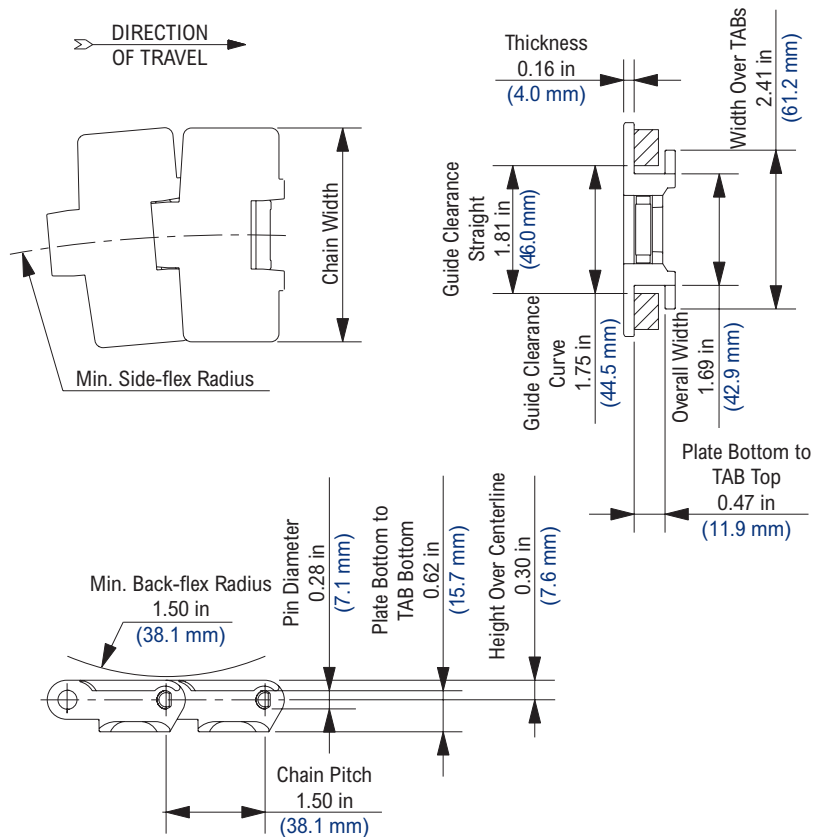 DIRECTION
OF TRAVEL
Thickness
0.16 in
(4.0 mm)
Width Over TABs
2.41 in
(61.2 mm)
Chain Width
Guide Clearance
Straight
1.81 in
(46.0 mm)
Min. Side-flex Radius
Guide Clearance
Curve
1.75 in
(44.5 mm)
Overall Width
1.69 in
(42.9 mm)
Plate Bottom to
TAB Top
0.47 in
(11.9 mm)
Min. Back-flex Radius
1.50 in
(38.1 mm)
Pin Diameter
0.28 in
(7.1 mm)
Plate Bottom to
TAB Bottom
0.62 in
(15.7 mm)
Height Over Centerline
0.30 in
(7.6 mm)
Chain Pitch
1.50 in
(38.1 mm)